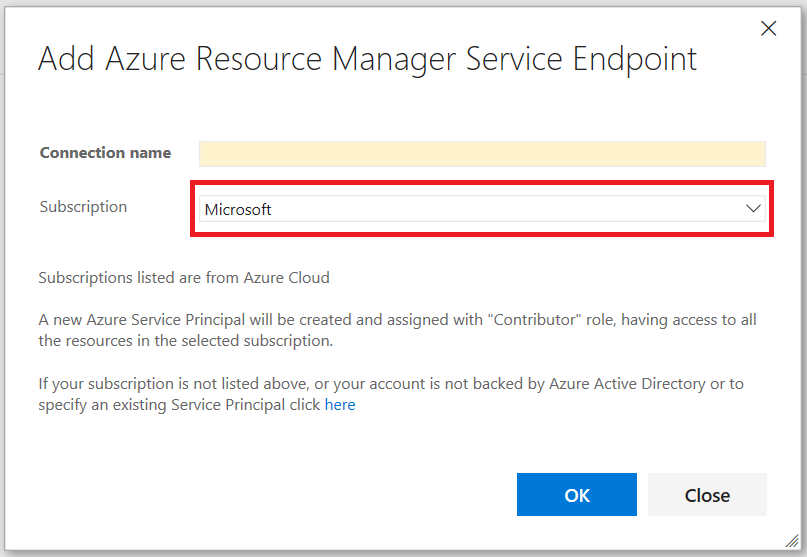 Add Azure Resource Manager Service Endpoint
Connection name
Subscription
Microsoft
Subscriptions listed are from Azure Cloud
A new Azure Service Principal will be created and assigned with "Contributor" role, having access to all
the resources in the selected subscription.
If your subscription is not listed above, or your account is not backed by Azure Active Directory or to
specify an existing Service Principal click here
OK
Close